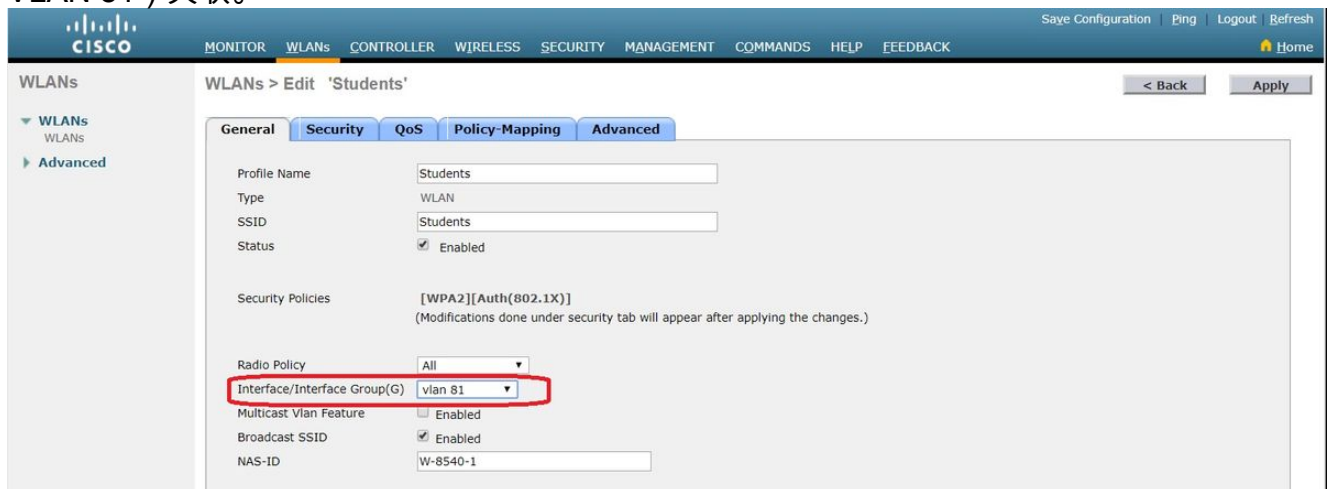 VLAN 81 ) 关联。
Save Configuration | Ping | Logout | Refresh
CISCO
MONITOR WLANs CONTROLLER WIRELESS SECURITY MANAGEMENT COMMANDS HELP FEEDBACK
Home
WLANs
WLANs > Edit 'Students'
< Back
Apply
WLANs
WLANs
Advanced
General Security QoS Policy-Mapping Advanced
Profile Name Students
Type WLAN
SSID Students
Status Enabled
Security Policies [WPA2][Auth(802.1X)]
(Modifications done under security tab will appear after applying the changes.)
Radio Policy All
Interface/Interface Group(G) vlan 81
Multicast Vlan Feature Enabled
Broadcast SSID Enabled
NAS-ID W-8540-1